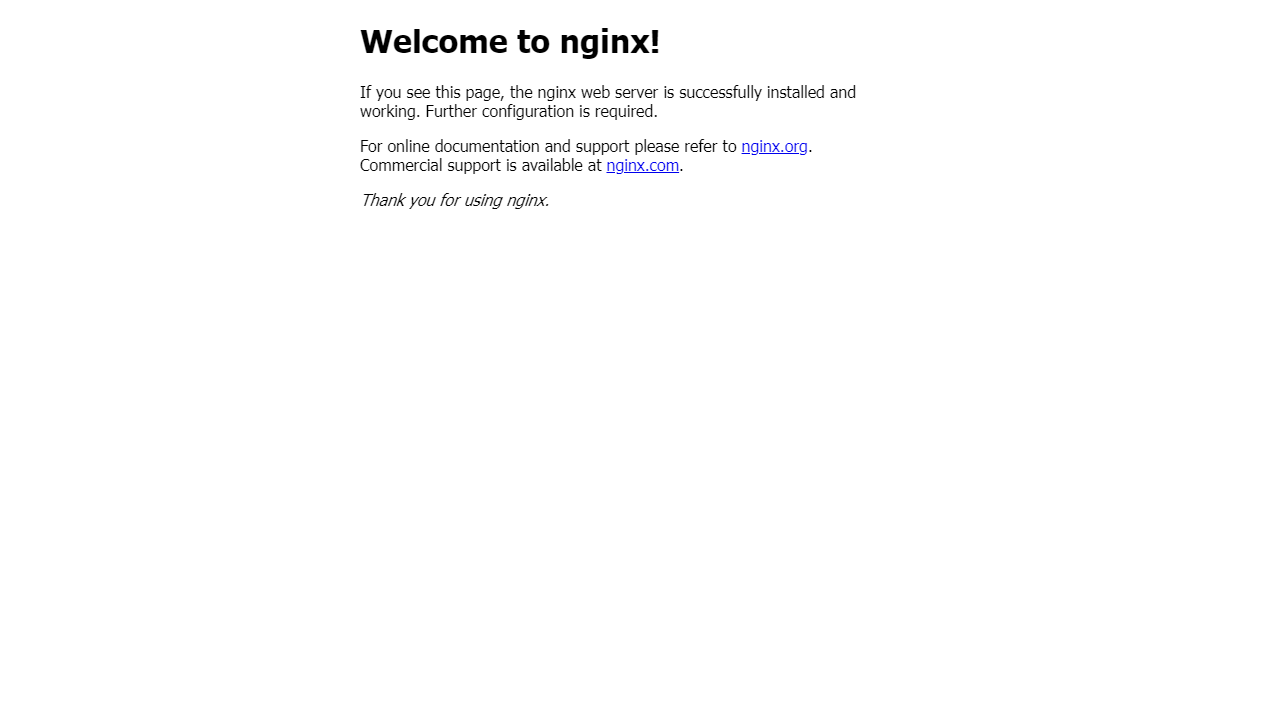 Welcome to nginx!
If you see this page, the nginx web server is successfully installed and
working. Further configuration is required.
For online documentation and support please refer to nginx.org.
Commercial support is available at nginx.com.
Thank you for using nginx.